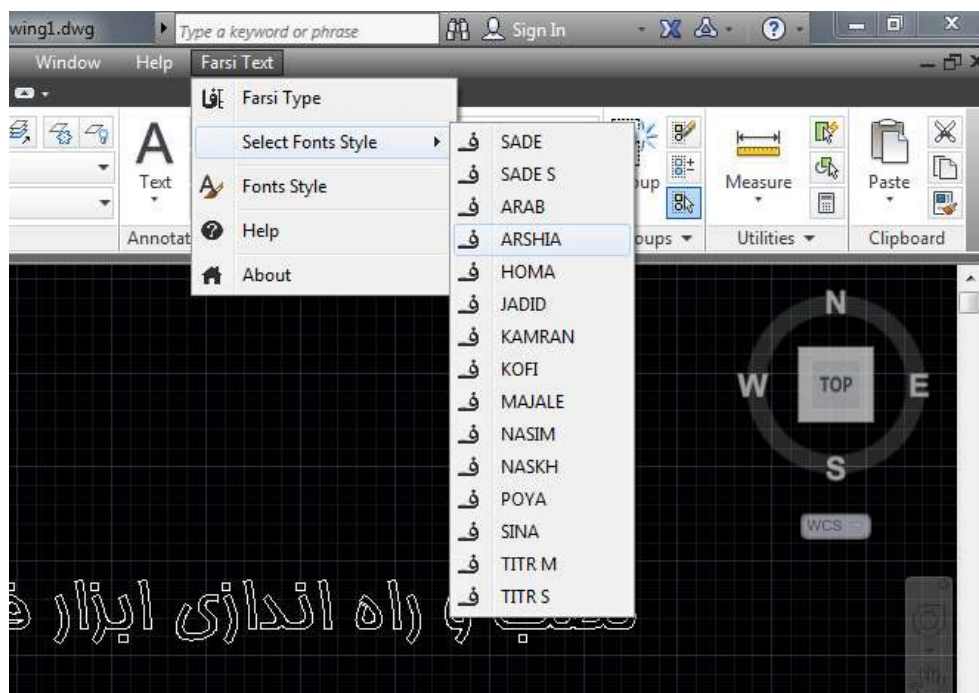 wing1.dwg
Type a keyword or phrase
Sign In
Window Help Farsi Text
Farsi Type
Select Fonts Style
Fonts Style
Help
About
SADE
SADE S
ARAB
ARSHIA
HOMA
JADID
KAMRAN
KOFI
MAJALE
NASIM
NASKH
POYA
SINA
TITR M
TITR S
Text
Annotat
oup
oups
Measure
Utilities
Paste
Clipboard
N
W TOP E
S
WCS
و راه اندازی ابزار